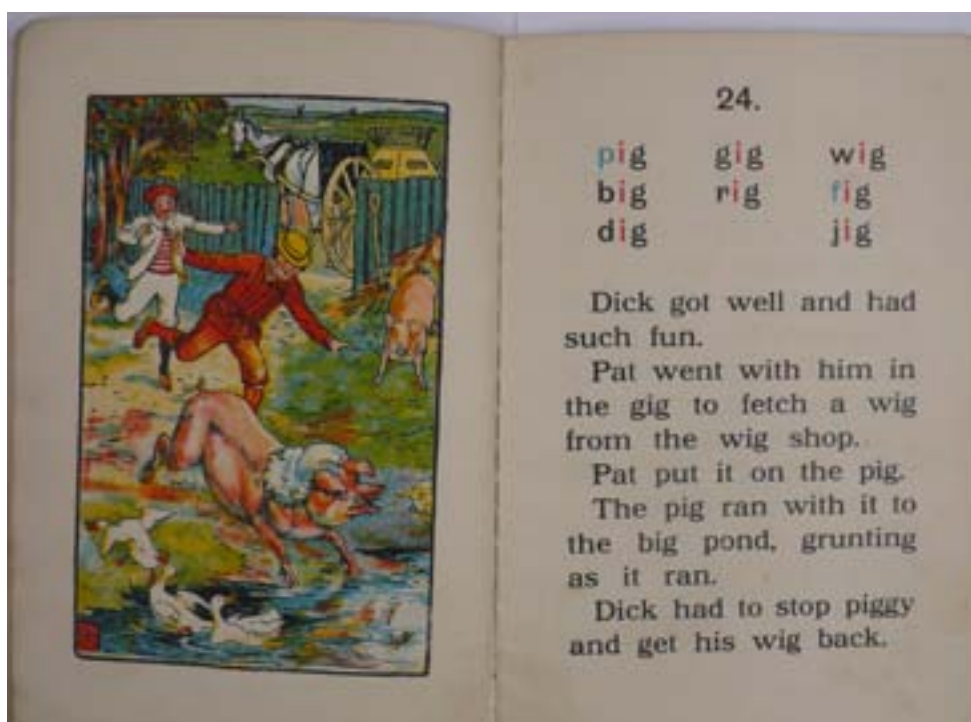 24.
pig gig wig
big rig fig
dig jig
Dick got well and had
such fun.
Pat went with him in
the gig to fetch a wig
from the wig shop.
Pat put it on the pig.
The pig ran with it to
the big pond, grunting
as it ran.
Dick had to stop piggy
and get his wig back.